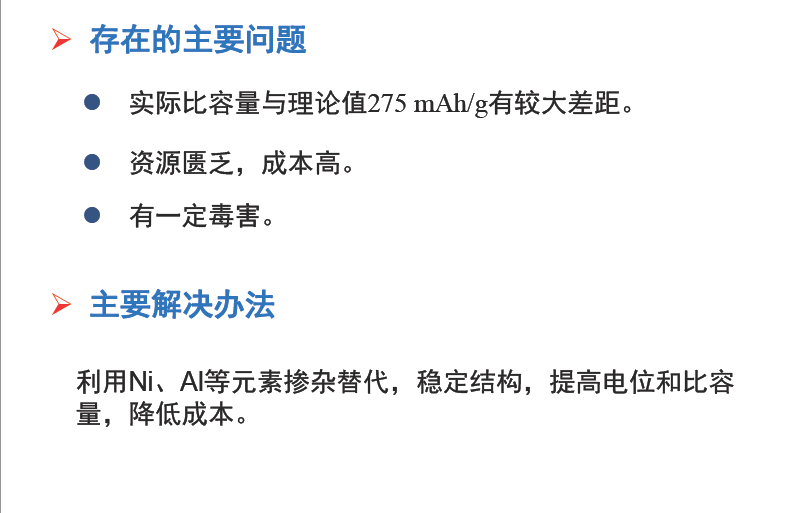 存在的主要问题
实际比容量与理论值275 mAh/g有较大差距。
资源匮乏，成本高。
有一定毒害。
主要解决办法
利用Ni、Al等元素掺杂替代，稳定结构，提高电位和比容
量，降低成本。